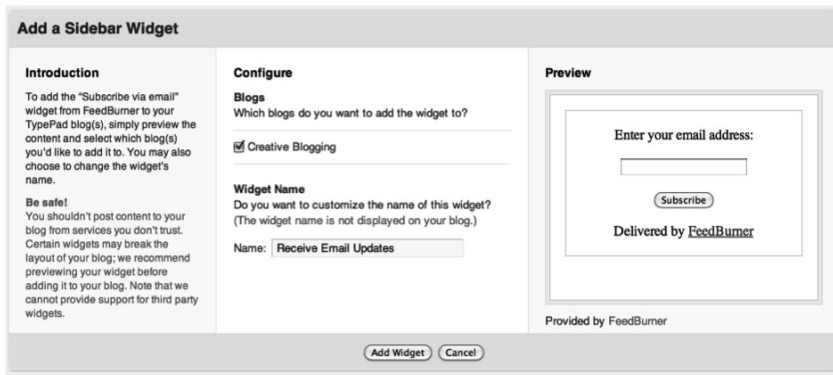 Add a Sidebar Widget
Introduction
To add the "Subscribe via email"
widget from FeedBurner to your
TypePad blog(s), simply preview the
content and select which blog(s)
you'd like to add it to. You may also
choose to change the widget's
name.
Be safe!
You shouldn't post content to your
blog from services you don't trust.
Certain widgets may break the
layout of your blog; we recommend
previewing your widget before
adding it to your blog. Note that we
cannot provide support for third party
widgets.
Configure
Blogs
Which blogs do you want to add the widget to?
Creative Blogging
Widget Name
Do you want to customize the name of this widget?
(The widget name is not displayed on your blog.)
Name: Receive Email Updates
Preview
Enter your email address:
Subscribe
Delivered by FeedBurner
Provided by FeedBurner
Add Widget Cancel